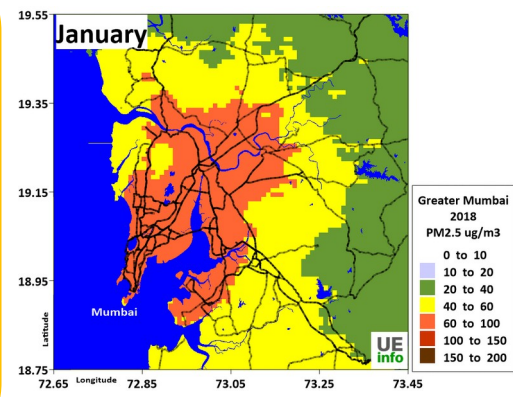 January
19.55
19.35
19.15
18.95
18.75
Latitude
Mumbai
72.65
Longitude
72.85
73.05
73.25
73.45
UE
info
Greater Mumbai
2018
PM2.5 ug/m3
0 to 10
10 to 20
20 to 40
40 to 60
60 to 100
100 to 150
150 to 200